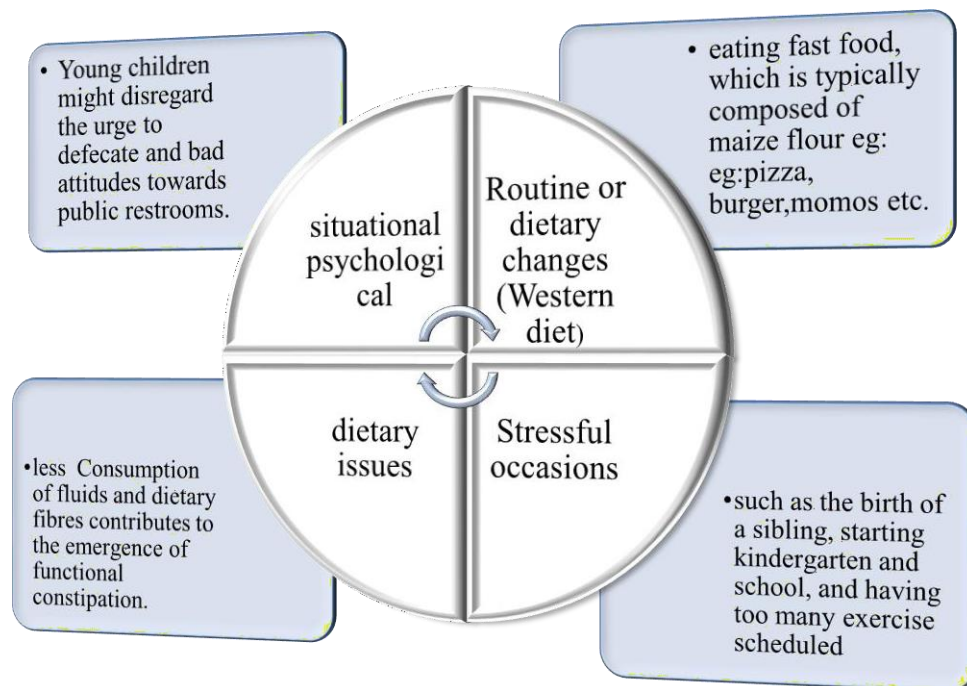 • Young children
might disregard
the urge to
defecate and bad
attitudes towards
public restrooms.
• eating fast food,
which is typically
composed of
maize flour eg:
eg:pizza,
burger,momos etc.
situational
psychologi
cal
Routine or
dietary
changes
(Western
diet)
dietary
issues
Stressful
occasions
•less Consumption
of fluids and dietary
fibres contributes to
the emergence of
functional
constipation.
•such as the birth of
a sibling, starting
kindergarten and
school, and having
too many exercise
scheduled